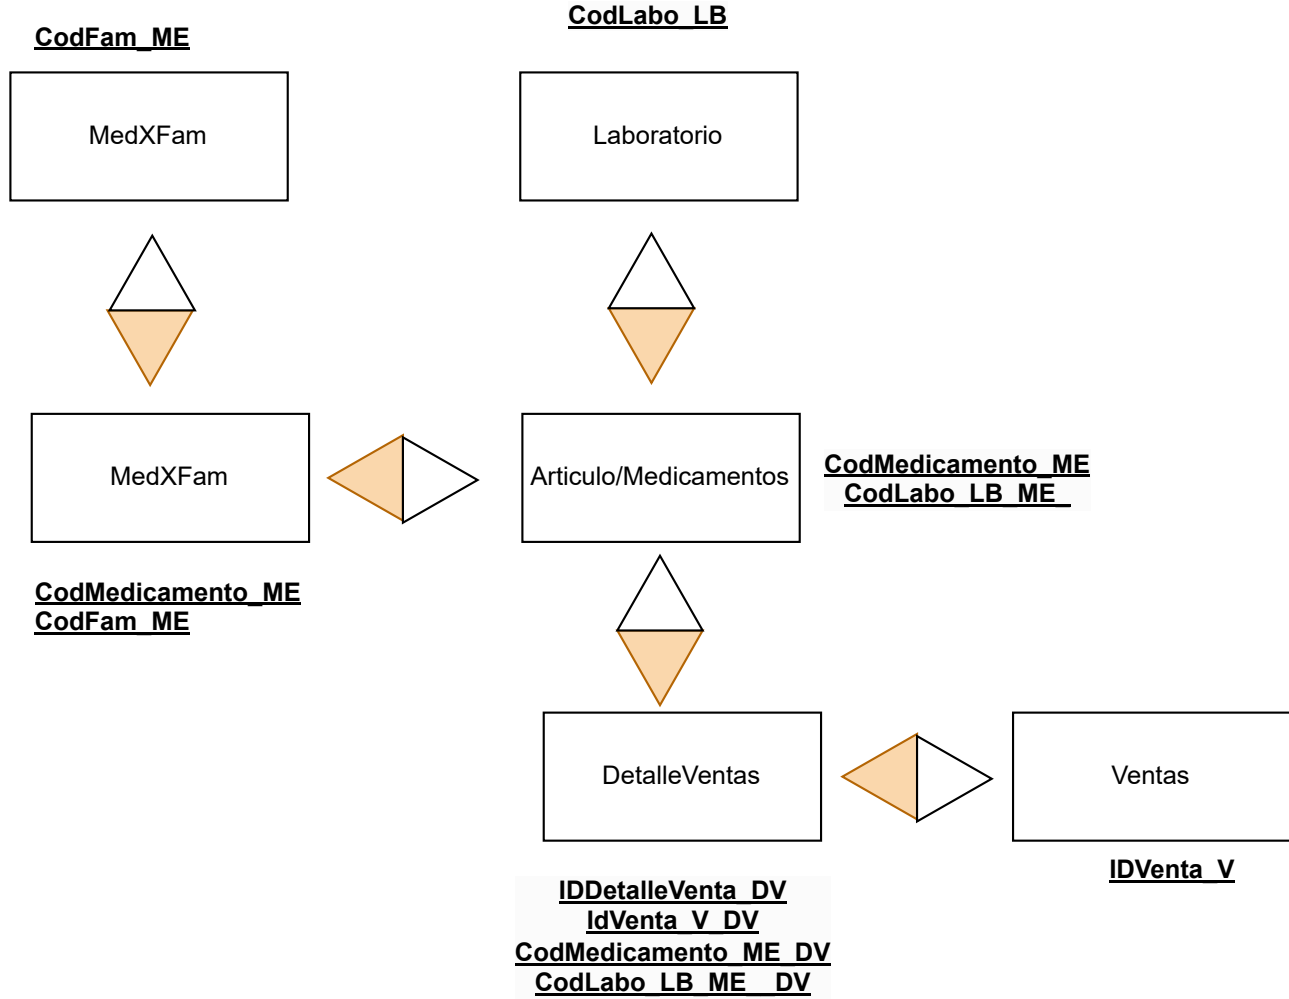 CodLabo_LB
CodFam_ME
MedXFam
Laboratorio
MedXFam
Articulo/Medicamentos
CodMedicamento_ME
CodLabo_LB_ME_
CodMedicamento_ME
CodFam_ME
DetalleVentas
Ventas
IDVenta_V
IDDetalleVenta_DV
IdVenta_V_DV
CodMedicamento_ME_DV
CodLabo_LB_ME__DV